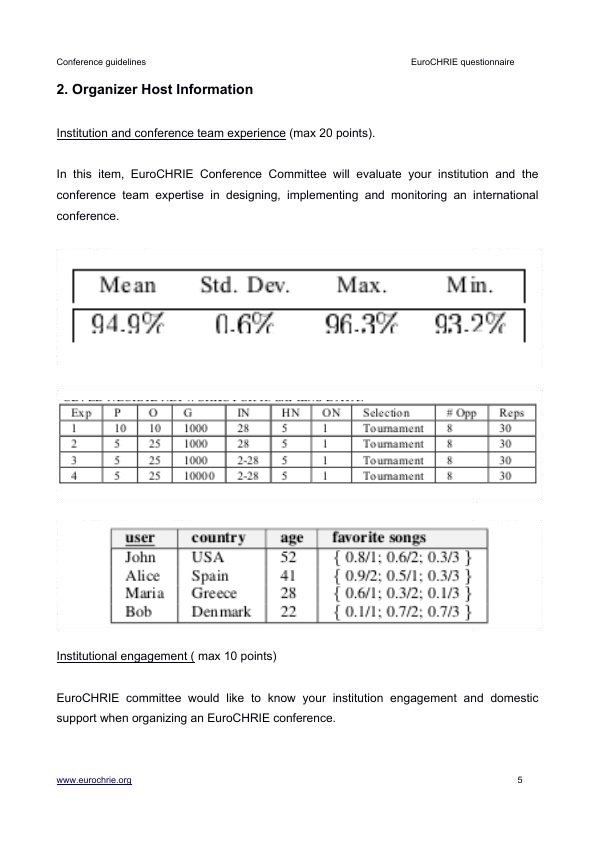 Conference guidelines EuroCHRIE questionnaire
2. Organizer Host Information
Institution and conference team experience (max 20 points).
In this item, EuroCHRIE Conference Committee will evaluate your institution and the
conference team expertise in designing, implementing and monitoring an international
conference.
Mean Std. Dev. Max. Min.
94.9% 0.6% 96.3% 93.2%
Exp P O G IN HN ON Selection # Opp Reps
1 10 10 1000 28 5 1 Tournament 8 30
2 5 25 1000 28 5 1 Tournament 8 30
3 5 25 1000 2-28 5 1 Tournament 8 30
4 5 25 10000 2-28 5 1 Tournament 8 30
user country age favorite songs
John USA 52 { 0.8/1; 0.6/2; 0.3/3 }
Alice Spain 41 { 0.9/2; 0.5/1; 0.3/3 }
Maria Greece 28 { 0.6/1; 0.3/2; 0.1/3 }
Bob Denmark 22 { 0.1/1; 0.7/2; 0.7/3 }
Institutional engagement ( max 10 points)
EuroCHRIE committee would like to know your institution engagement and domestic
support when organizing an EuroCHRIE conference.
www.eurochrie.org 5